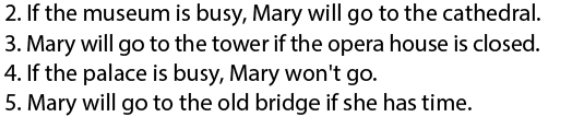 2. If the museum is busy, Mary will go to the cathedral.
3. Mary will go to the tower if the opera house is closed.
4. If the palace is busy, Mary won't go.
5. Mary will go to the old bridge if she has time.